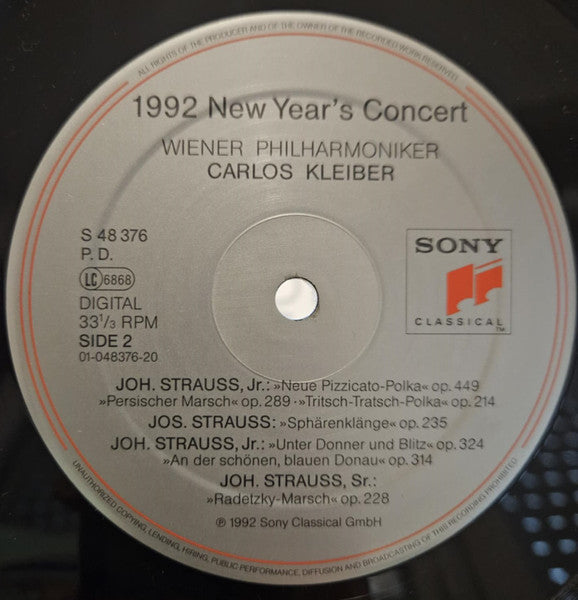 ALL RIGHTS OF THE PRODUCER AND OF THE OWNER OF THE RECORDED WORK RESERVED
1992 New Year's Concert
WIENER PHILHARMONIKER
CARLOS KLEIBER
S 48 376
P. D.
LC 6868
DIGITAL
33 1/3 RPM
SIDE 2
01-048376-20
SONY
CLASSICAL™
JOH. STRAUSS, Jr.: »Neue Pizzicato-Polka« op. 449
»Persischer Marsch« op. 289 · »Tritsch-Tratsch-Polka« op. 214
JOS. STRAUSS: »Sphärenklänge« op. 235
JOH. STRAUSS, Jr.: »Unter Donner und Blitz« op. 324
»An der schönen, blauen Donau« op. 314
JOH. STRAUSS, Sr.:
»Radetzky-Marsch« op. 228
℗ 1992 Sony Classical GmbH
UNAUTHORIZED COPYING, LENDING, HIRING, PUBLIC PERFORMANCE, DIFFUSION AND BROADCASTING OF THIS RECORDING PROHIBITED